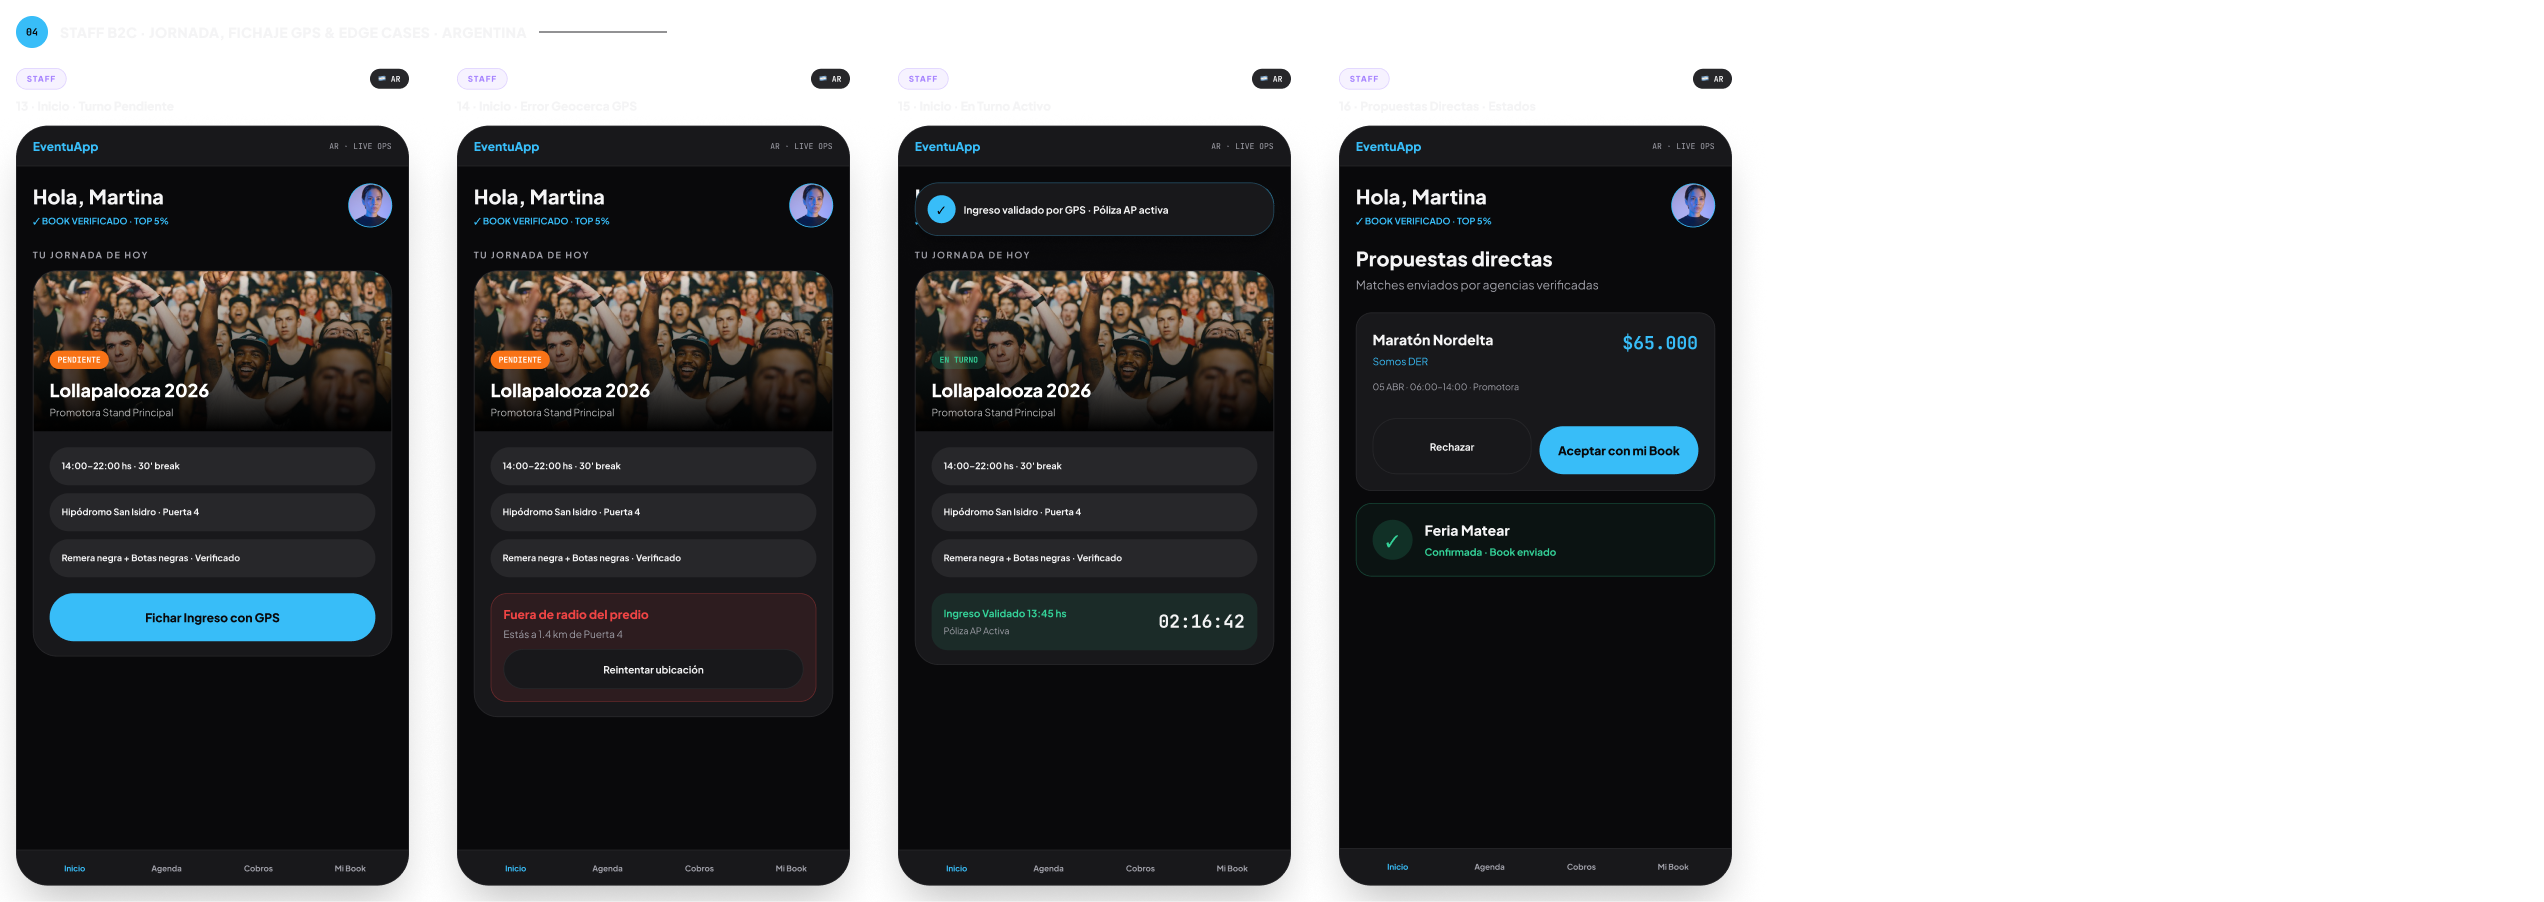 04 STAFF B2C · JORNADA, FICHAJE GPS & EDGE CASES · ARGENTINA
STAFF AR
13 · Inicio · Turno Pendiente
EventuApp AR · LIVE OPS
Hola, Martina
✓ BOOK VERIFICADO · TOP 5%
TU JORNADA DE HOY
PENDIENTE
Lollapalooza 2026
Promotora Stand Principal
14:00–22:00 hs · 30' break
Hipódromo San Isidro · Puerta 4
Remera negra + Botas negras · Verificado
Fichar Ingreso con GPS
Inicio Agenda Cobros Mi Book
STAFF AR
14 · Inicio · Error Geocerca GPS
EventuApp AR · LIVE OPS
Hola, Martina
✓ BOOK VERIFICADO · TOP 5%
TU JORNADA DE HOY
PENDIENTE
Lollapalooza 2026
Promotora Stand Principal
14:00–22:00 hs · 30' break
Hipódromo San Isidro · Puerta 4
Remera negra + Botas negras · Verificado
Fuera de radio del predio
Estás a 1.4 km de Puerta 4
Reintentar ubicación
Inicio Agenda Cobros Mi Book
STAFF AR
15 · Inicio · En Turno Activo
EventuApp AR · LIVE OPS
✓ Ingreso validado por GPS · Póliza AP activa
TU JORNADA DE HOY
EN TURNO
Lollapalooza 2026
Promotora Stand Principal
14:00–22:00 hs · 30' break
Hipódromo San Isidro · Puerta 4
Remera negra + Botas negras · Verificado
Ingreso Validado 13:45 hs
Póliza AP Activa
02:16:42
Inicio Agenda Cobros Mi Book
STAFF AR
16 · Propuestas Directas · Estados
EventuApp AR · LIVE OPS
Hola, Martina
✓ BOOK VERIFICADO · TOP 5%
Propuestas directas
Matches enviados por agencias verificadas
Maratón Nordelta $65.000
Somos DER
05 ABR · 06:00–14:00 · Promotora
Rechazar Aceptar con mi Book
✓ Feria Matear
Confirmada · Book enviado
Inicio Agenda Cobros Mi Book